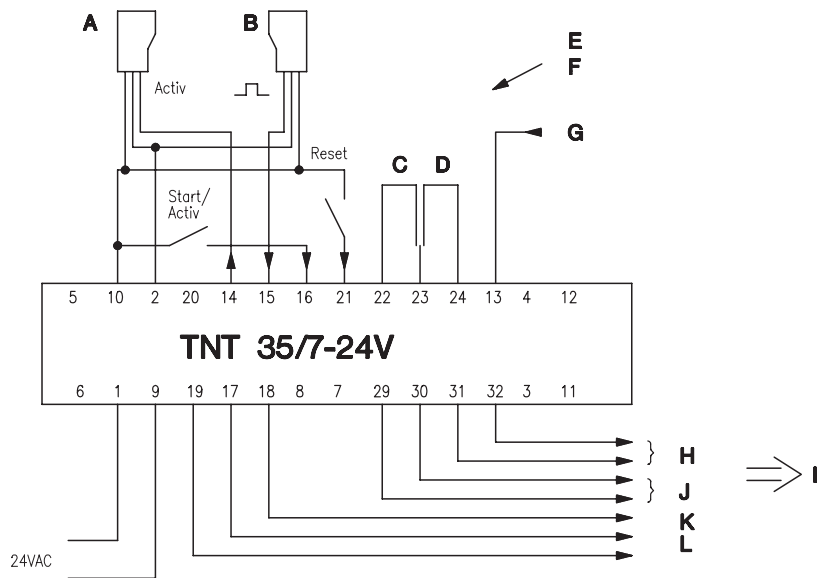 A B
E
F
Activ
G
Reset
C D
Start/
Activ
5 10 2 20 14 15 16 21 22 23 24 13 4 12
TNT 35/7-24V
6 1 9 19 17 18 8 7 29 30 31 32 3 11
H
I
J
K
L
24VAC